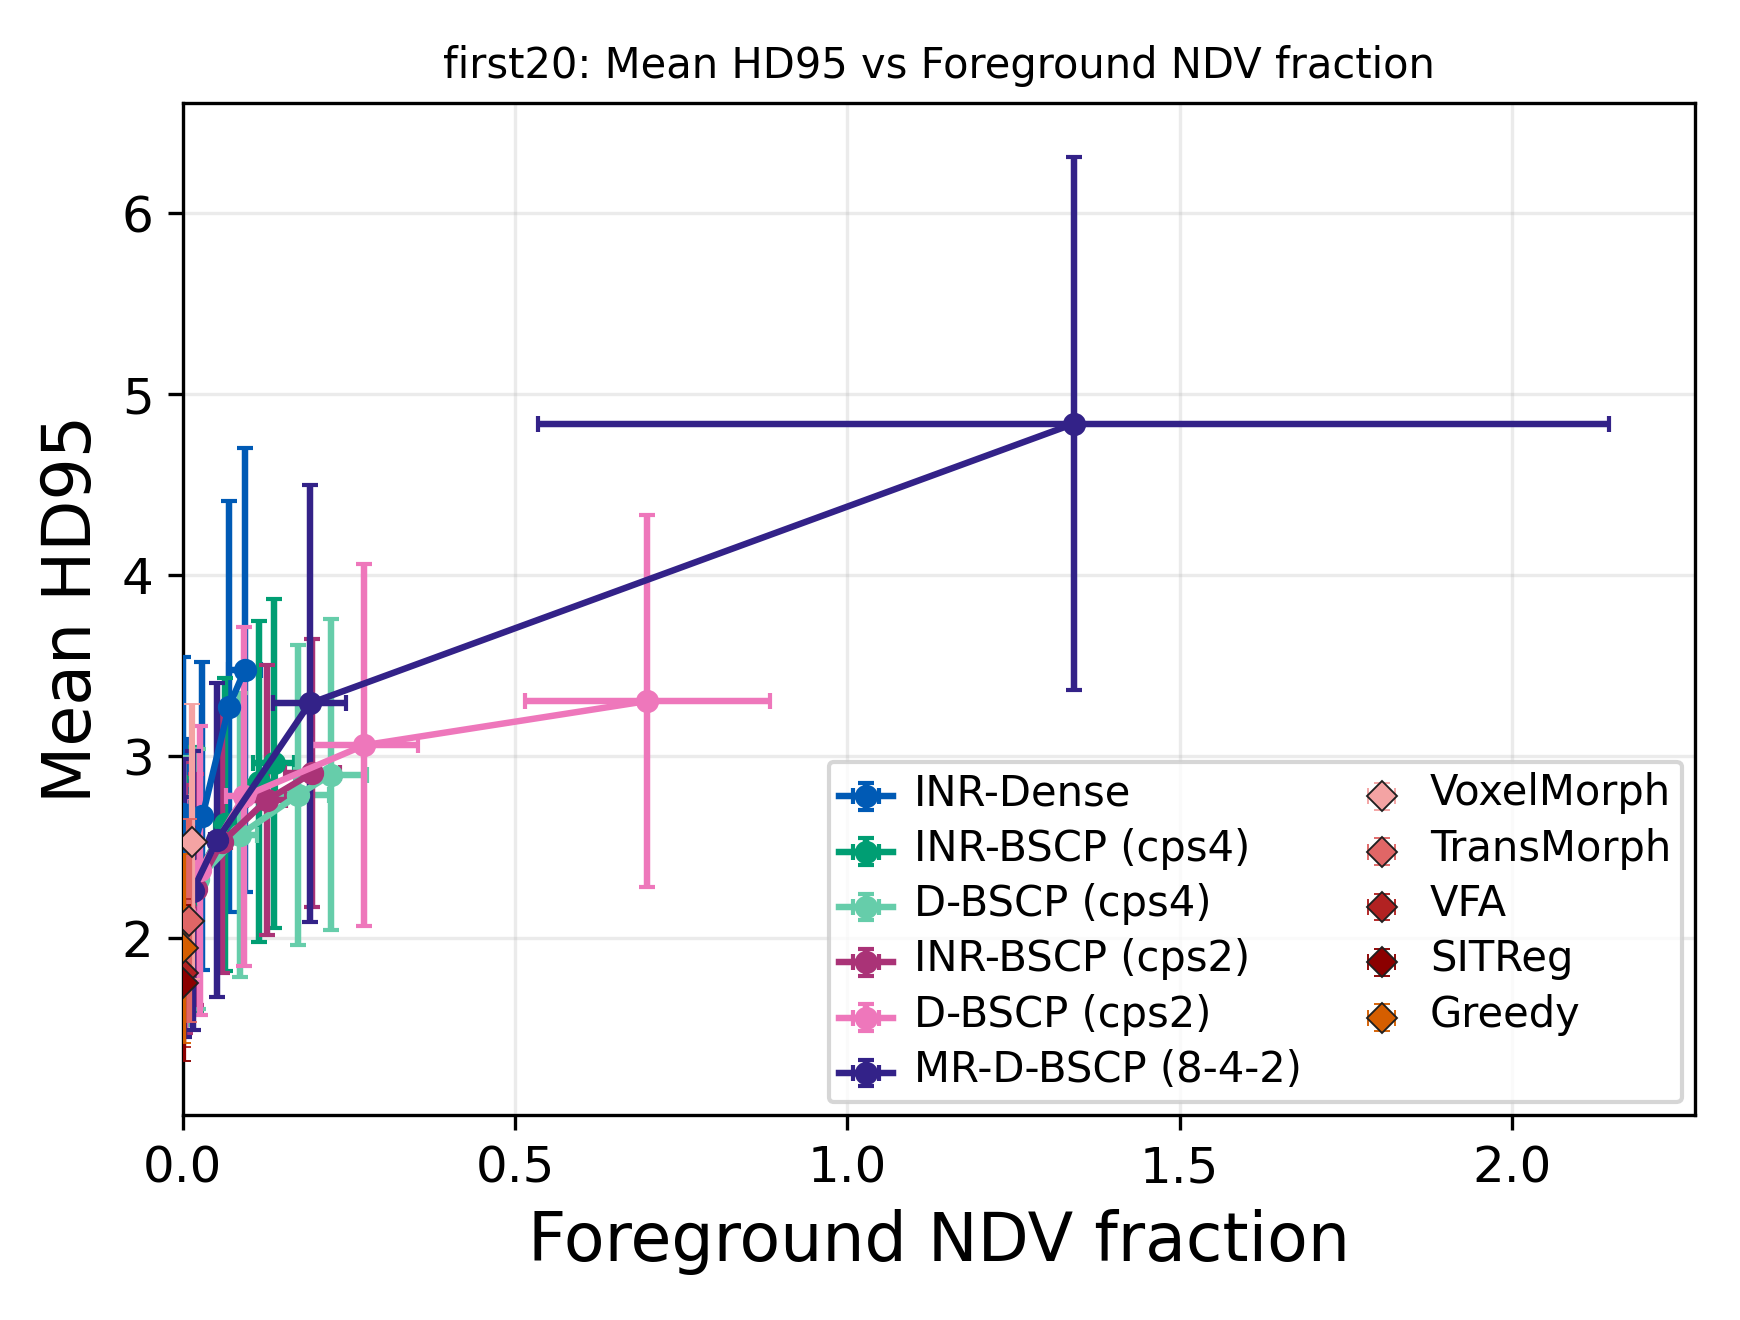 first20: Mean HD95 vs Foreground NDV fraction
Mean HD95
6
5
4
3
2
INR-Dense
INR-BSCP (cps4)
D-BSCP (cps4)
INR-BSCP (cps2)
D-BSCP (cps2)
MR-D-BSCP (8-4-2)
VoxelMorph
TransMorph
VFA
SITReg
Greedy
0.0 0.5 1.0 1.5 2.0
Foreground NDV fraction